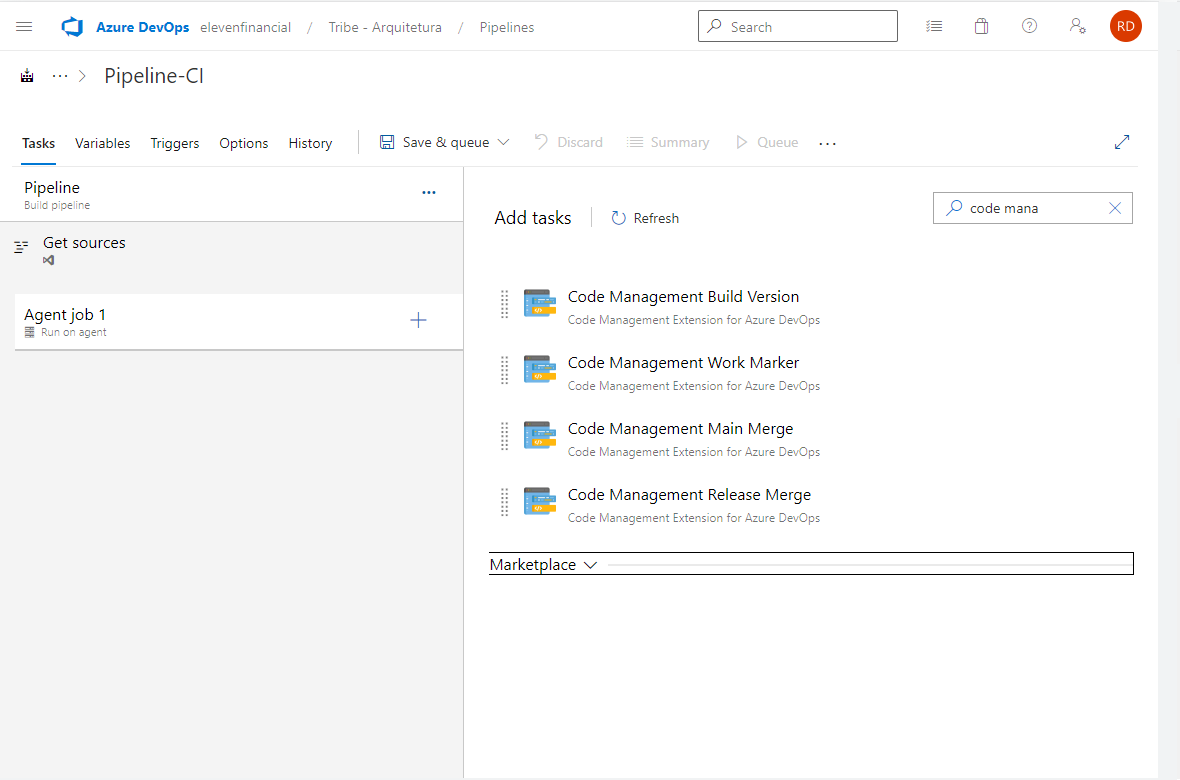 Azure DevOps elevenfinancial / Tribe - Arquitetura / Pipelines Search RD
... > Pipeline-CI
Tasks Variables Triggers Options History Save & queue Discard Summary Queue ...
Pipeline
Build pipeline
Get sources
Agent job 1
Run on agent
Add tasks Refresh code mana
Code Management Build Version
Code Management Extension for Azure DevOps
Code Management Work Marker
Code Management Extension for Azure DevOps
Code Management Main Merge
Code Management Extension for Azure DevOps
Code Management Release Merge
Code Management Extension for Azure DevOps
Marketplace